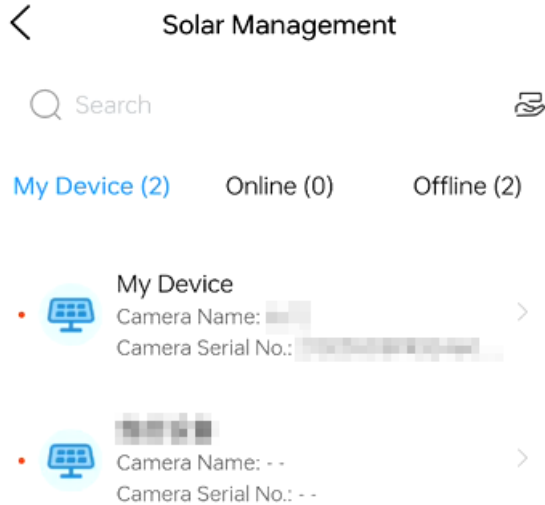 Solar Management
Search
My Device (2) Online (0) Offline (2)
My Device
Camera Name:
Camera Serial No.:
Camera Name: - -
Camera Serial No.: - -